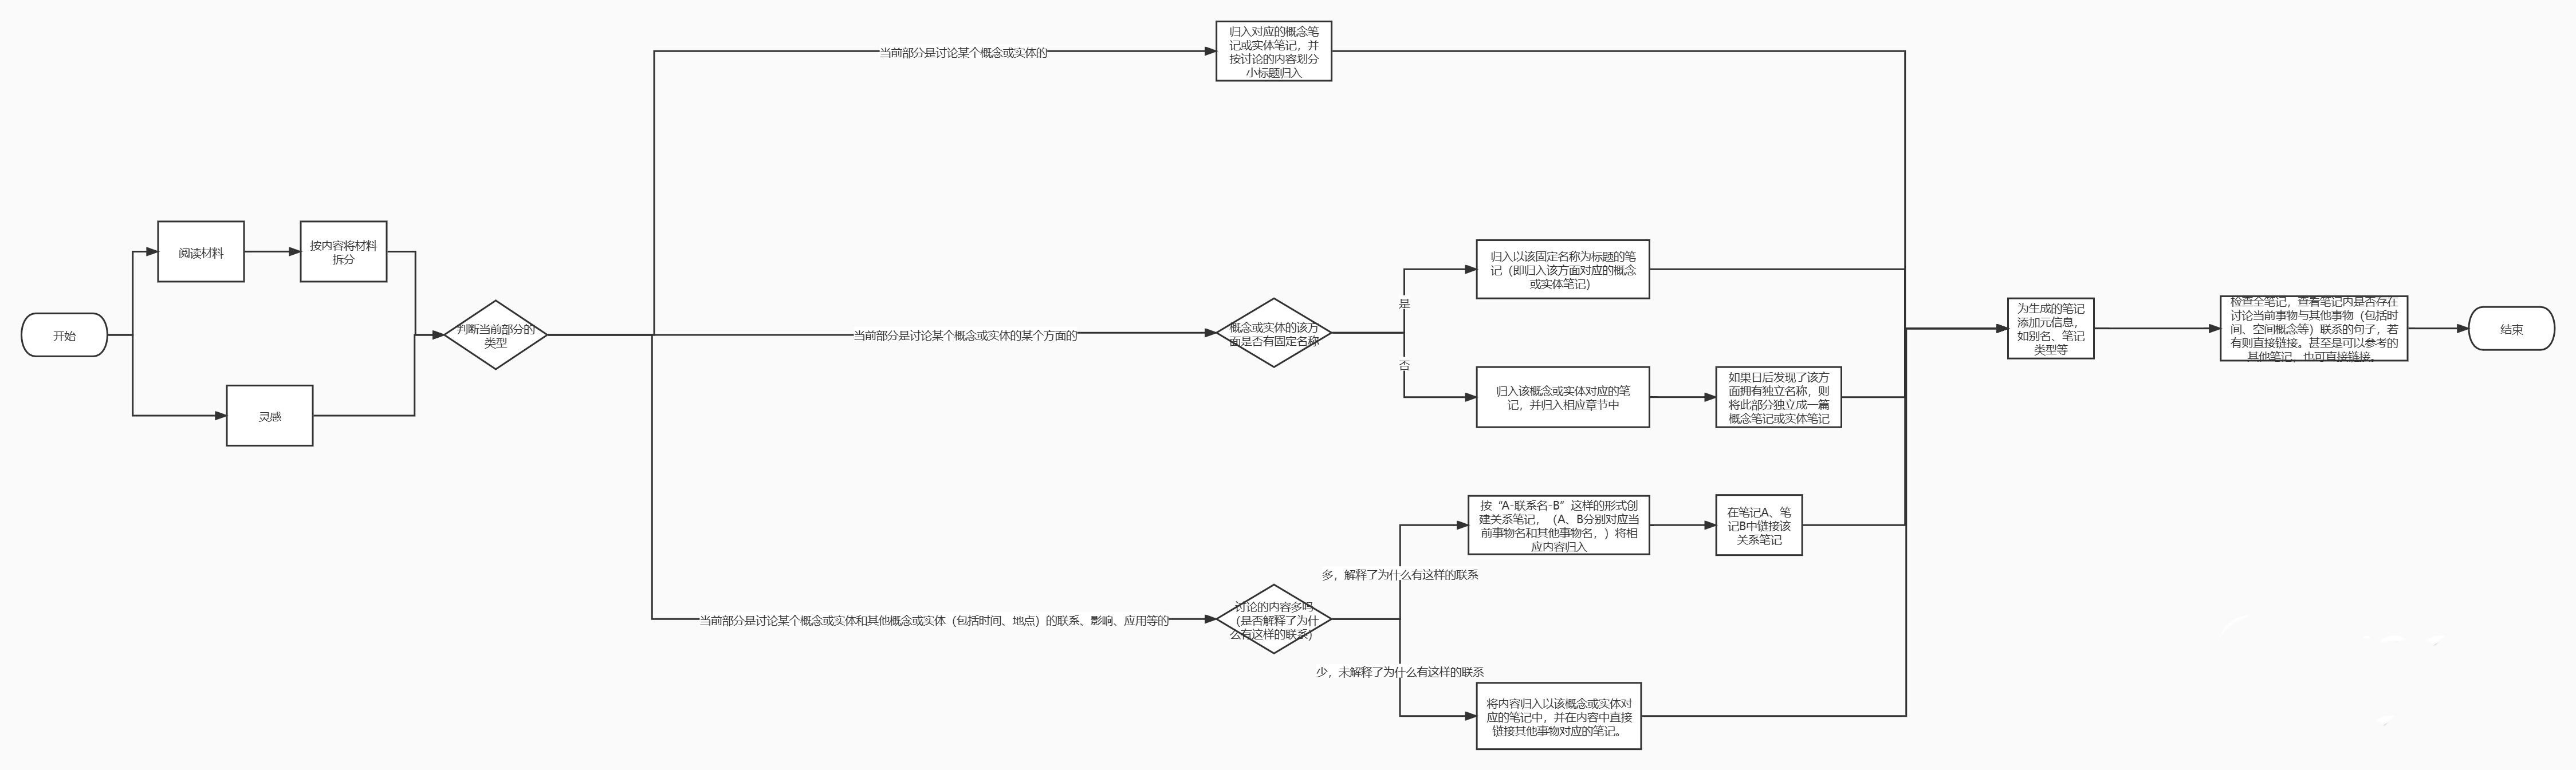 开始
阅读材料
按内容将材料
拆分
灵感
判断当前部分的
类型
当前部分是讨论某个概念或实体的
归入对应的概念笔
记或实体笔记，并
按讨论的内容划分
小标题归入
当前部分是讨论某个概念或实体的某个方面的
概念或实体的该方
面是否有固定名称
是
归入以该固定名称为标题的笔
记（即归入该方面对应的概念
或实体笔记）
否
归入该概念或实体对应的笔
记，并归入相应章节中
如果日后发现了该方
面拥有独立名称，则
将此部分独立成一篇
概念笔记或实体笔记
当前部分是讨论某个概念或实体和其他概念或实体（包括时间、地点）的联系、影响、应用等的
讨论的内容多吗
（是否解释了为什
么有这样的联系）
多，解释了为什么有这样的联系
按“A-联系名-B”这样的形式创
建关系笔记，（A、B分别对应当
前事物名和其他事物名，）将相
应内容归入
在笔记A、笔
记B中链接该
关系笔记
少，未解释了为什么有这样的联系
将内容归入以该概念或实体对
应的笔记中，并在内容中直接
链接其他事物对应的笔记。
为生成的笔记
添加元信息，
如别名、笔记
类型等
检查全笔记，查看笔记内是否存在
讨论当前事物与其他事物（包括时
间、空间概念等）联系的句子，若
有则直接链接。甚至是可以参考的
其他笔记，也可直接链接。
结束